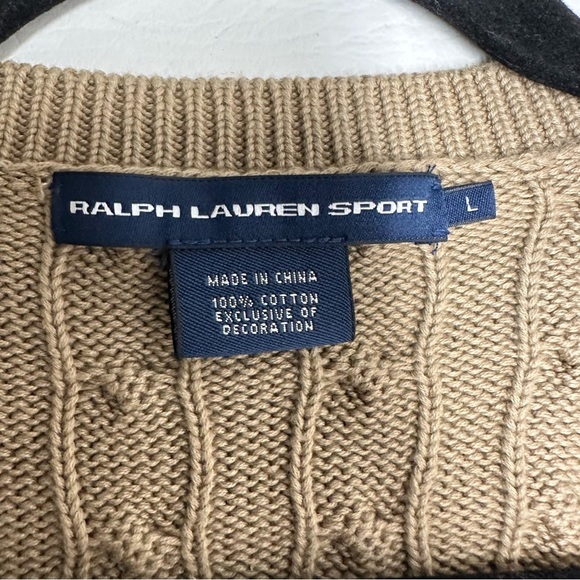 RALPH LAUREN SPORT
L
MADE IN CHINA
100% COTTON
EXCLUSIVE OF
DECORATION